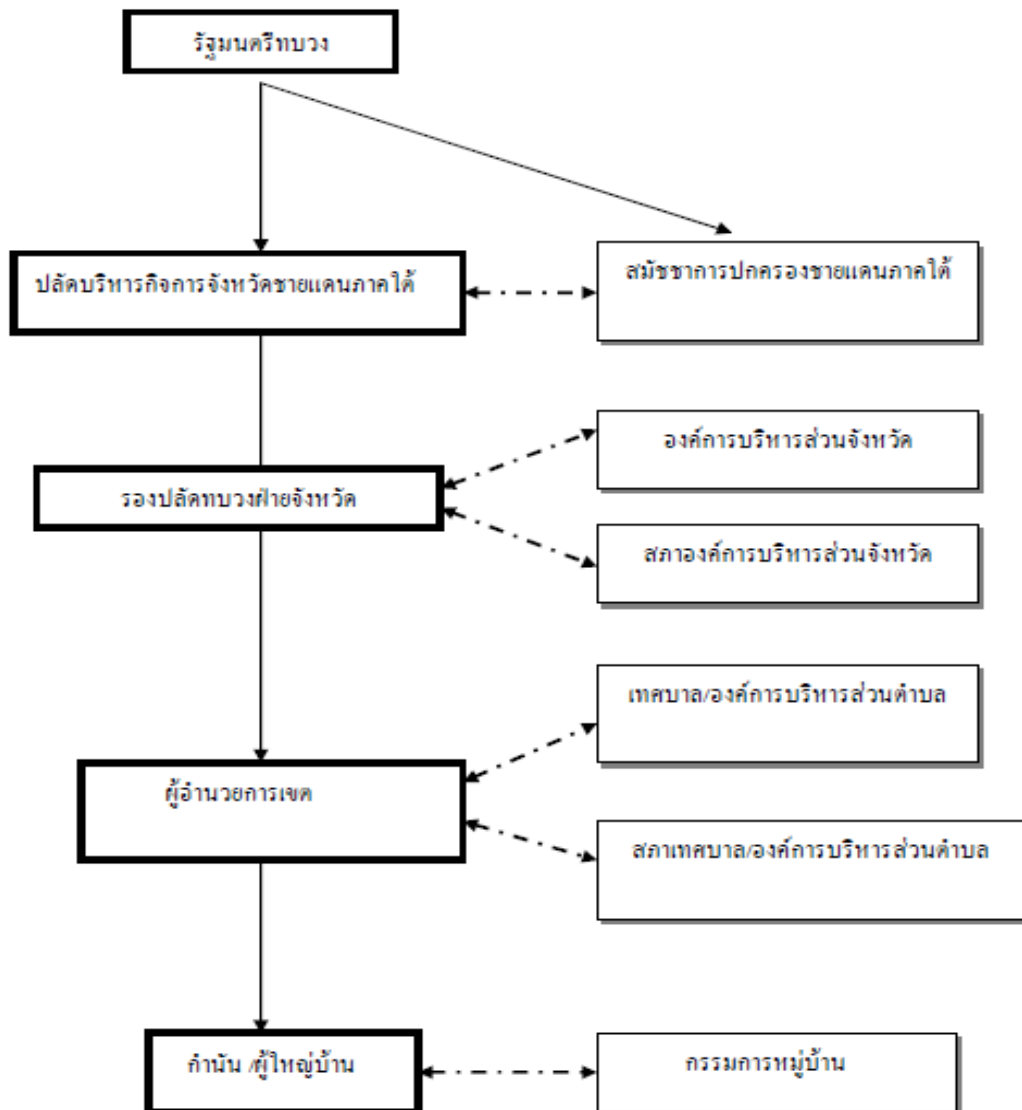 รัฐมนตรีทบวง
ปลัดบริหารกิจการจังหวัดชายแดนภาคใต้
สมัชชาการปกครองชายแดนภาคใต้
องค์การบริหารส่วนจังหวัด
รองปลัดทบวงฝ่ายจังหวัด
สภาองค์การบริหารส่วนจังหวัด
เทศบาล/องค์การบริหารส่วนตำบล
ผู้อำนวยการเขต
สภาเทศบาล/องค์การบริหารส่วนตำบล
กำนัน /ผู้ใหญ่บ้าน
กรรมการหมู่บ้าน